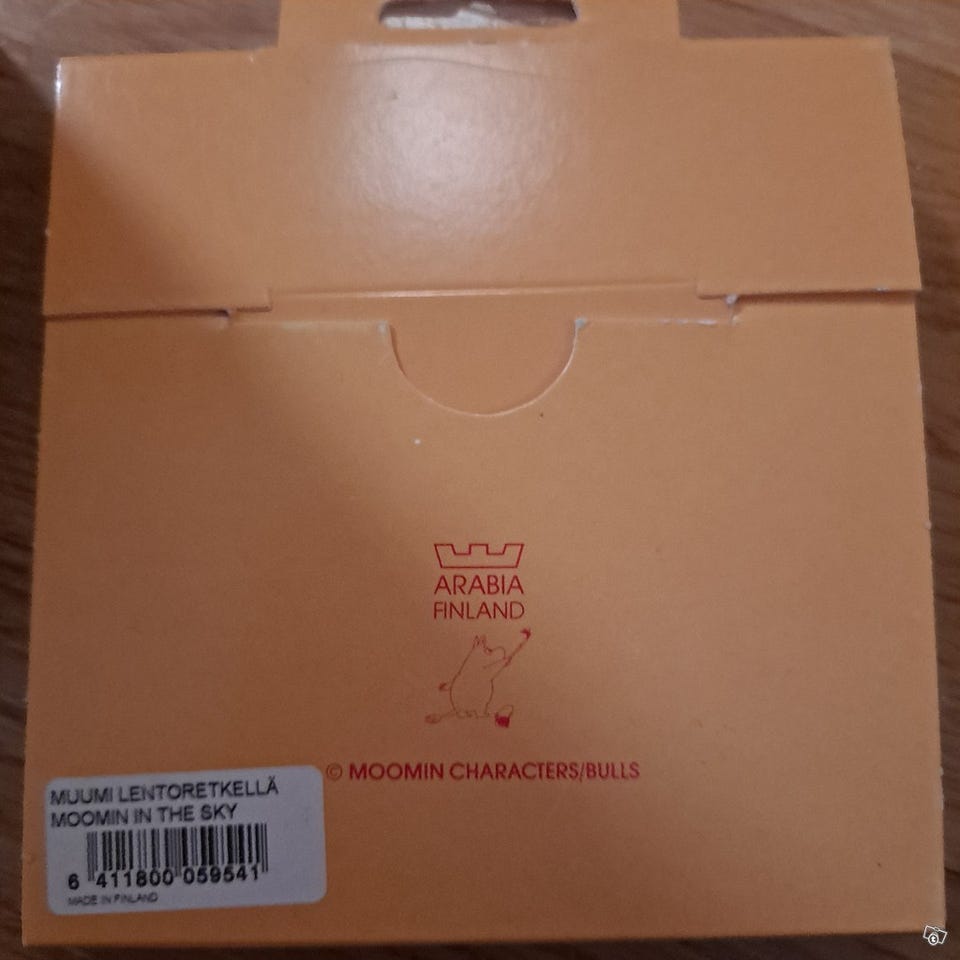 ARABIA
FINLAND
© MOOMIN CHARACTERS/BULLS
MUUMI LENTORETKELLÄ
MOOMIN IN THE SKY
6 411800 059541
MADE IN FINLAND